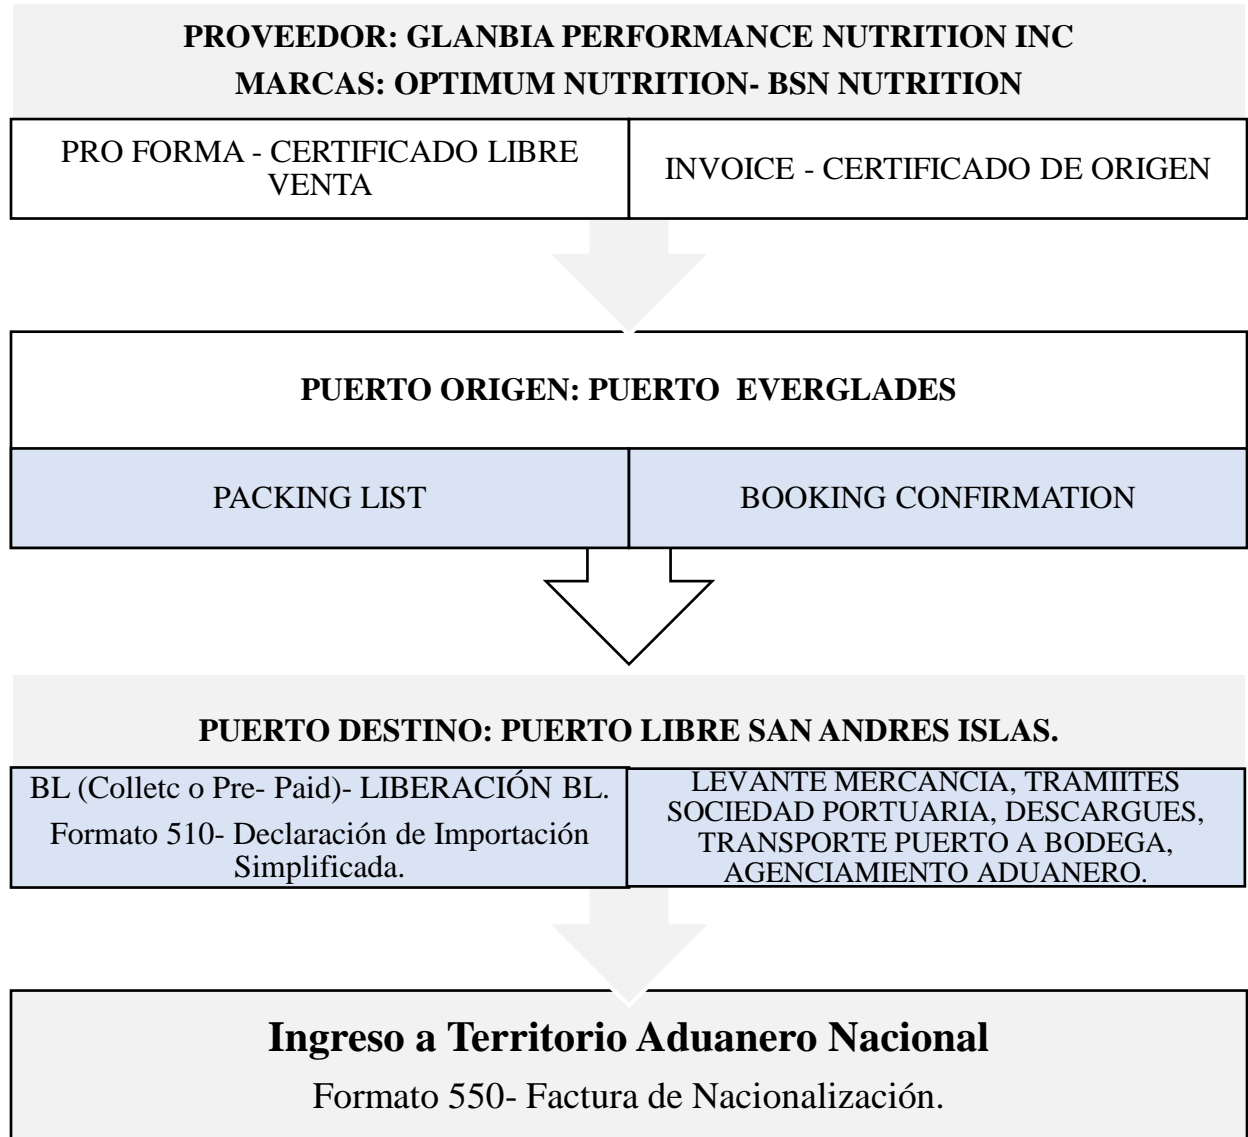 PROVEEDOR: GLANBIA PERFORMANCE NUTRITION INC
MARCAS: OPTIMUM NUTRITION- BSN NUTRITION
PRO FORMA - CERTIFICADO LIBRE
VENTA
INVOICE - CERTIFICADO DE ORIGEN
PUERTO ORIGEN: PUERTO EVERGLADES
PACKING LIST
BOOKING CONFIRMATION
PUERTO DESTINO: PUERTO LIBRE SAN ANDRES ISLAS.
BL (Colletc o Pre- Paid)- LIBERACIÓN BL.
Formato 510- Declaración de Importación
Simplificada.
LEVANTE MERCANCIA, TRAMIITES
SOCIEDAD PORTUARIA, DESCARGUES,
TRANSPORTE PUERTO A BODEGA,
AGENCIAMIENTO ADUANERO.
Ingreso a Territorio Aduanero Nacional
Formato 550- Factura de Nacionalización.